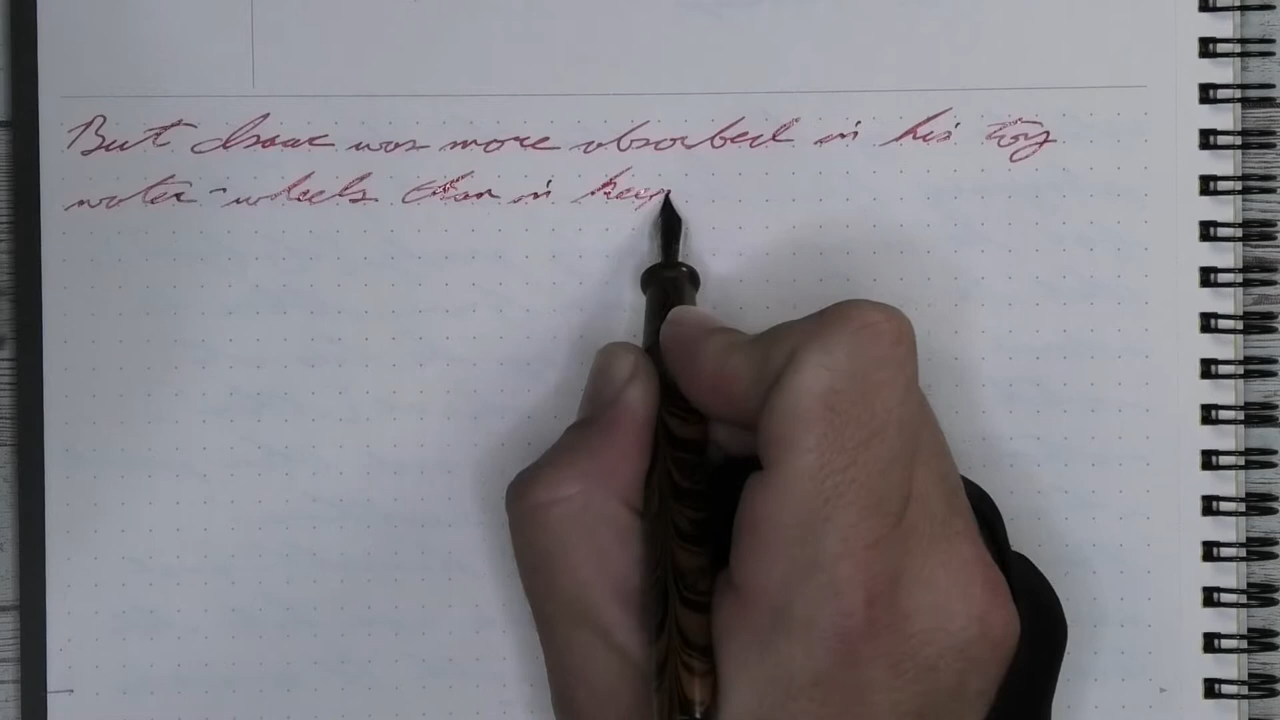 But Isaac was more absorbed in his toy
water-wheels than in keep